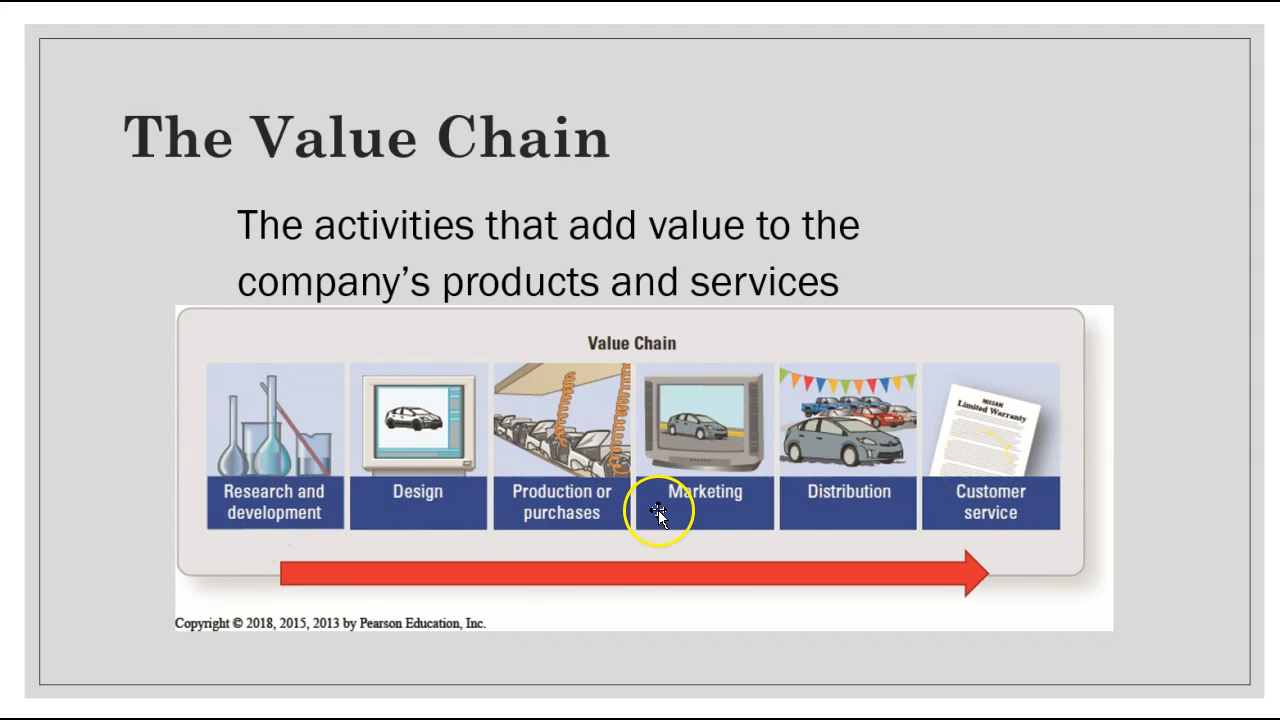 The Value Chain
The activities that add value to the
company’s products and services
Value Chain
NISSAN
Limited Warranty
Research and
development
Design
Production or
purchases
Marketing
Distribution
Customer
service
Copyright © 2018, 2015, 2013 by Pearson Education, Inc.